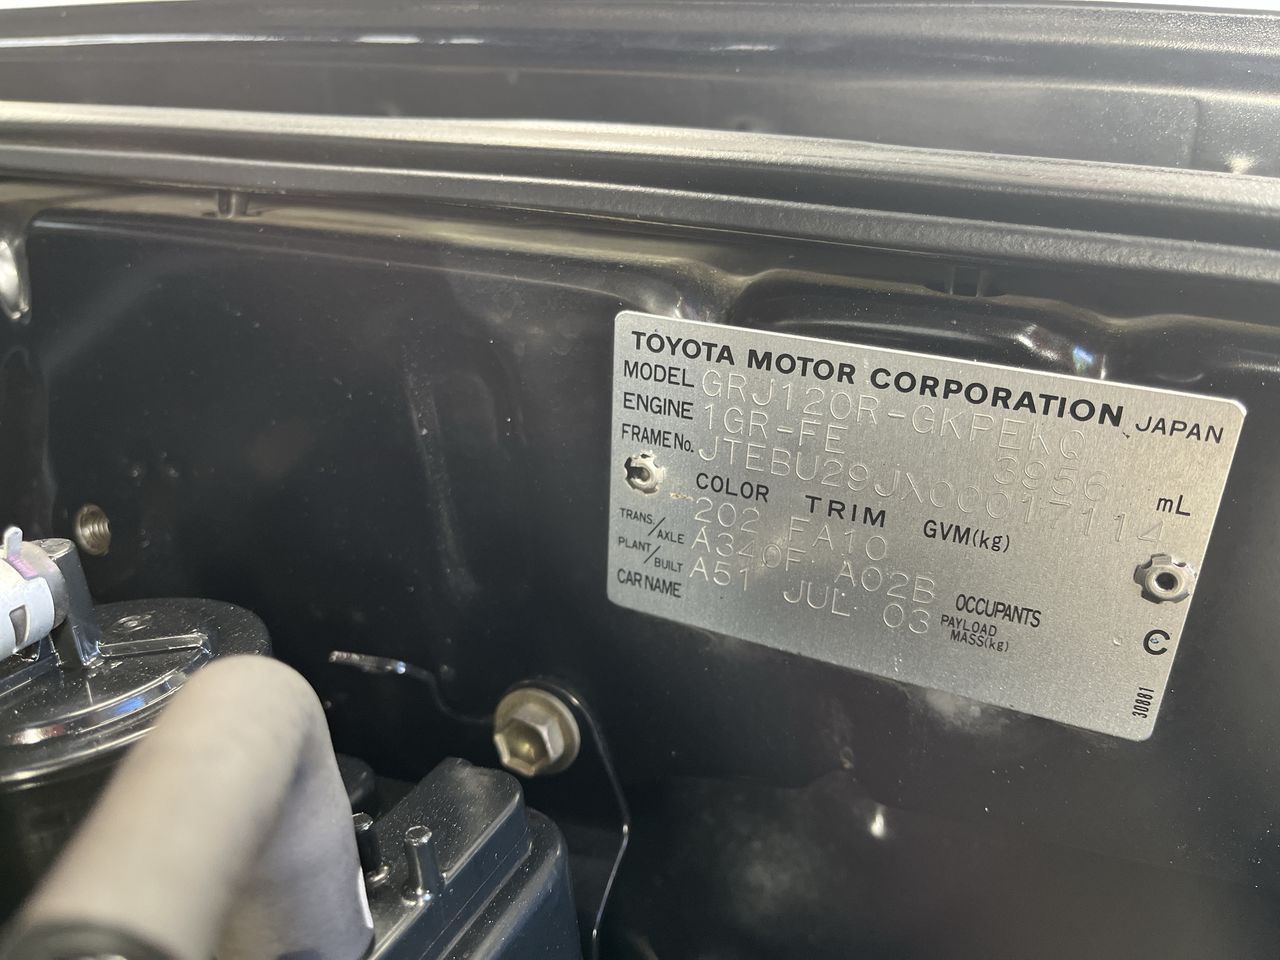 TOYOTA MOTOR CORPORATION JAPAN
MODEL GRJ120R-GKPEKQ
ENGINE 1GR-FE 3956 mL
FRAME No. JTEBU29JX00017114
COLOR TRIM GVM(kg)
202 FA10
TRANS./AXLE A340F A02B OCCUPANTS
PLANT/BUILT A51 JUL 03 PAYLOAD MASS(kg)
CAR NAME
C
30881